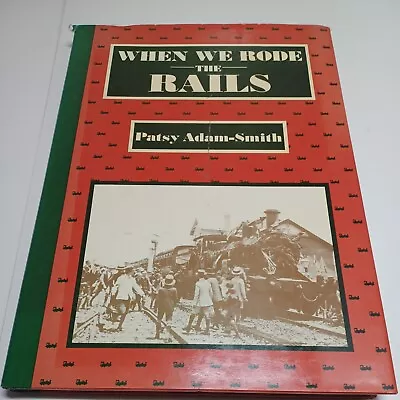 WHEN WE RODE
THE
RAILS
Patsy Adam-Smith